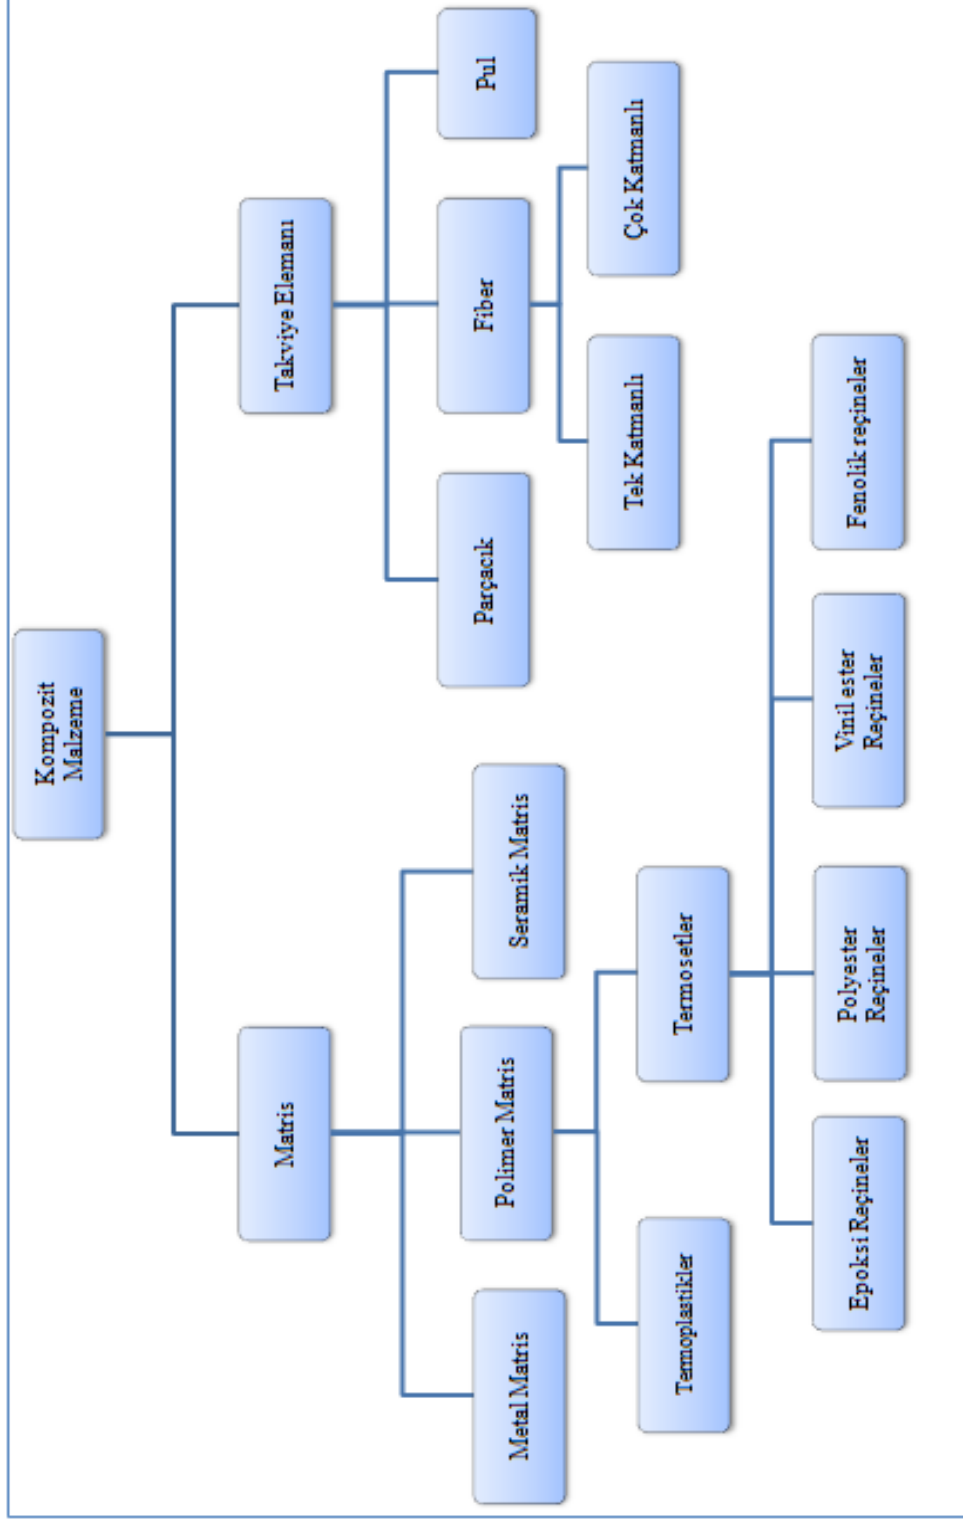 Kompozit
Malzeme
Matris
Takviye Elemanı
Metal Matris
Polimer Matris
Seramik Matris
Parçacık
Fiber
Pul
Termoplastikler
Termosetler
Tek Katmanlı
Çok Katmanlı
Epoksi Reçineler
Polyester
Reçineler
Vinil ester
Reçineler
Fenolik reçineler